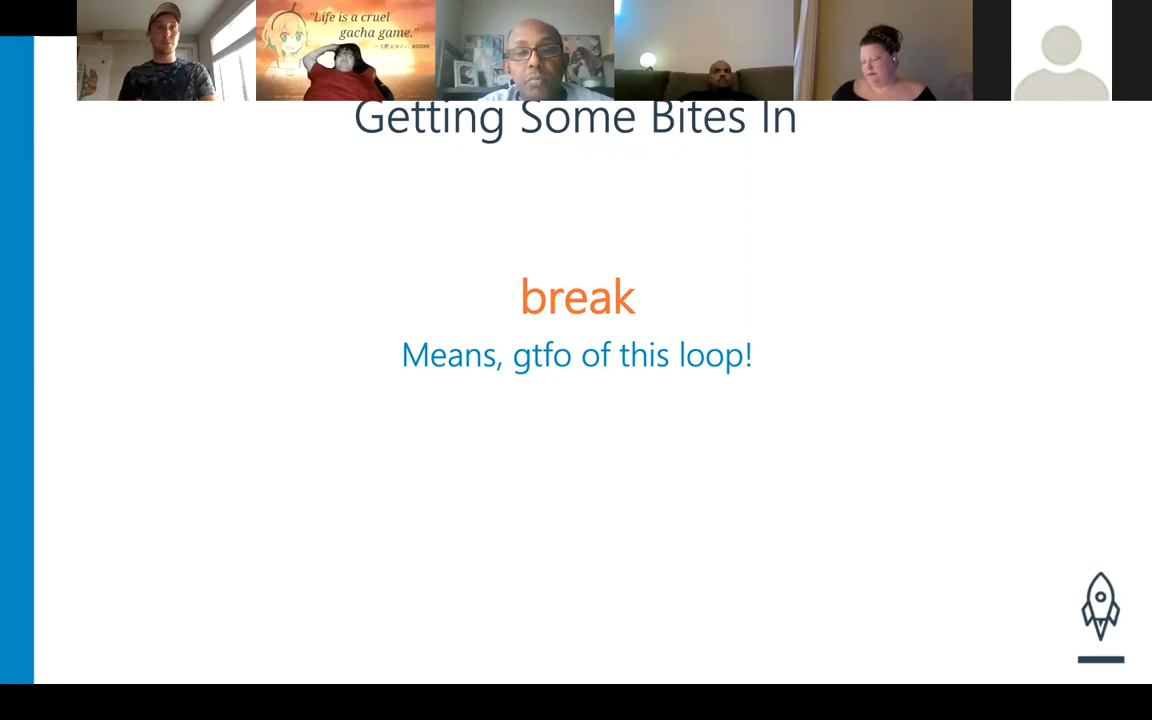 "Life is a cruel
gacha game."
Getting Some Bites In
break
Means, gtfo of this loop!